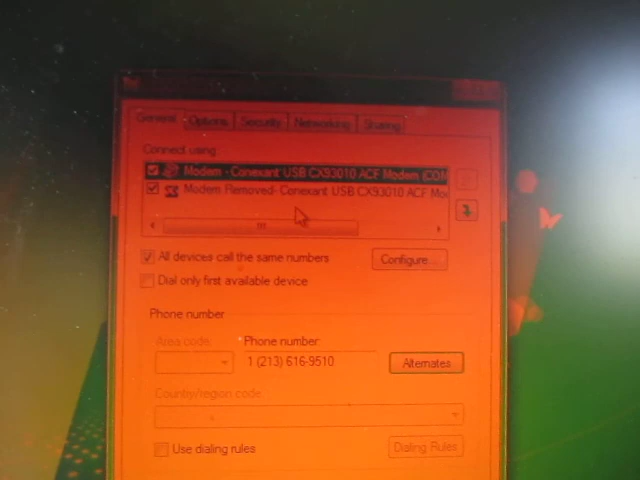 General Options Security Networking Sharing
Connect using:
Modem - Conexant USB CX93010 ACF Modem (COM
Modem Removed- Conexant USB CX93010 ACF Mo
All devices call the same numbers
Configure...
Dial only first available device
Phone number
Area code: Phone number:
1 (213) 616-9510
Alternates
Country/region code:
Use dialing rules
Dialing Rules